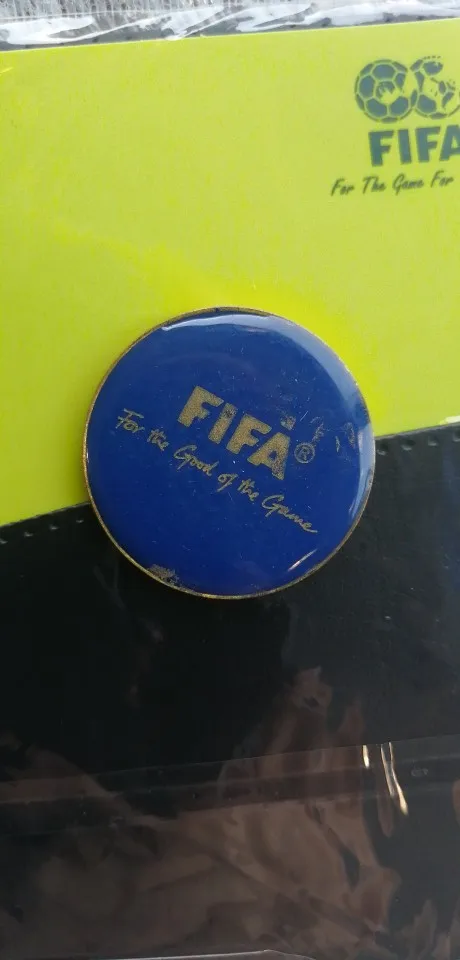 FIFA
For The Game For
FIFA®
For the Good of the Game